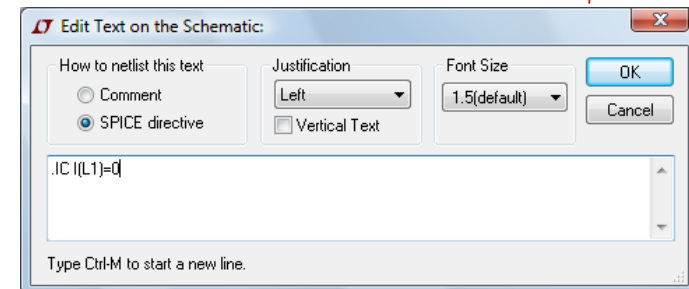 Edit Text on the Schematic:
How to netlist this text
Comment
SPICE directive
Justification
Left
Vertical Text
Font Size
1.5(default)
OK
Cancel
.IC I(L1)=0
Type Ctrl-M to start a new line.